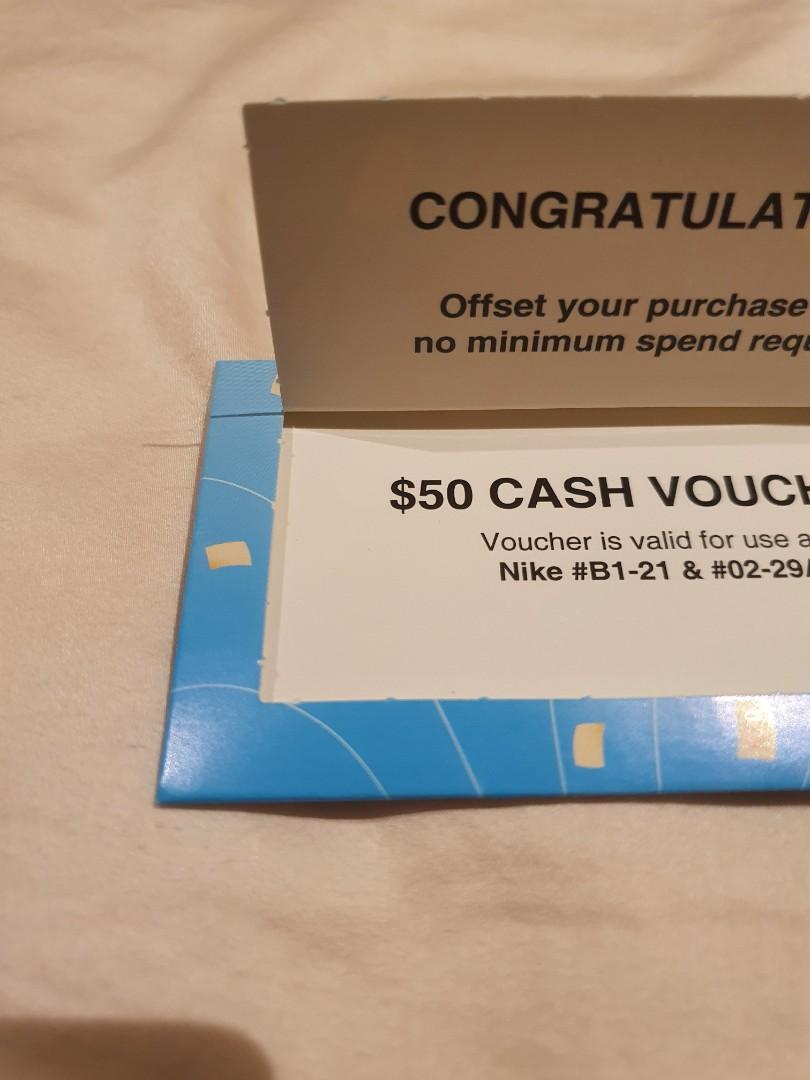 CONGRATULAT
Offset your purchase
no minimum spend requ
$50 CASH VOUCH
Voucher is valid for use a
Nike #B1-21 & #02-29/